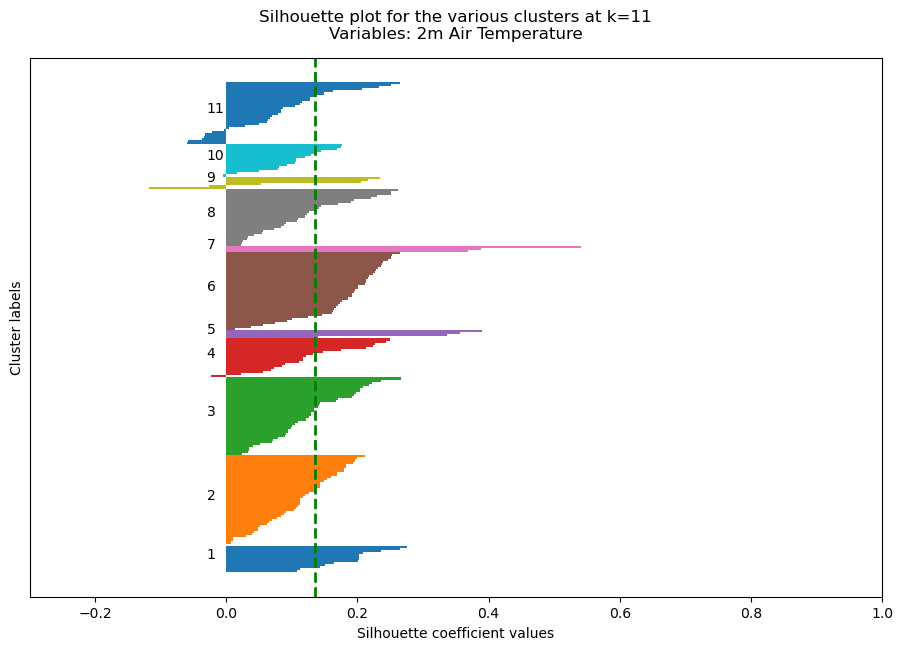 Silhouette plot for the various clusters at k=11
Variables: 2m Air Temperature
11
10
9
8
7
6
5
4
3
2
1
Cluster labels
−0.2 0.0 0.2 0.4 0.6 0.8 1.0
Silhouette coefficient values